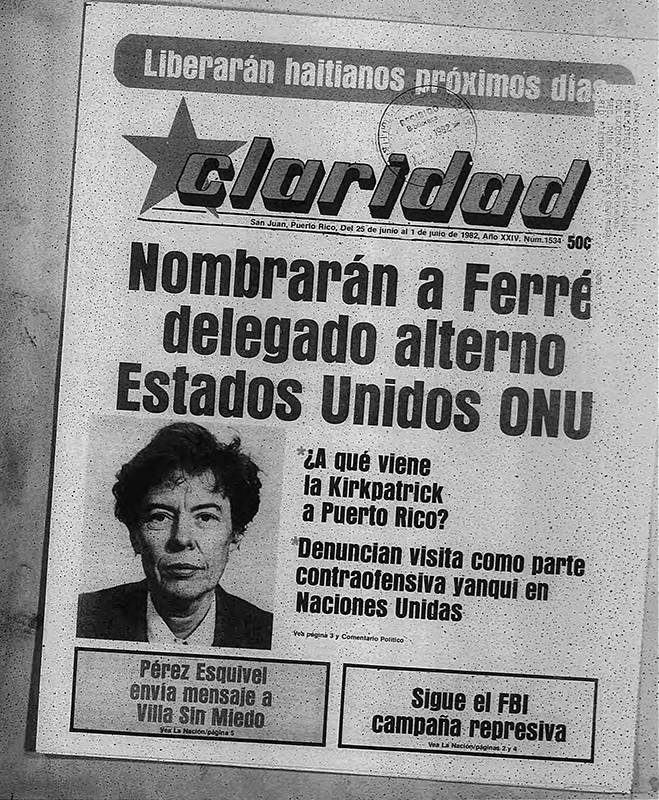 Liberarán haitianos próximos días
RECIBIDO
1982
claridad
San Juan, Puerto Rico, Del 25 de junio al 1 de julio de 1982, Año XXIV, Num.1534 50¢
Nombrarán a Ferré
delegado alterno
Estados Unidos ONU
*¿A qué viene
la Kirkpatrick
a Puerto Rico?
*Denuncian visita como parte
contraofensiva yanqui en
Naciones Unidas
Vea página 3 y Comentario Político
Pérez Esquivel
envía mensaje a
Villa Sin Miedo
Vea La Nación/página 5
Sigue el FBI
campaña represiva
Vea La Nación/páginas 2 y 4